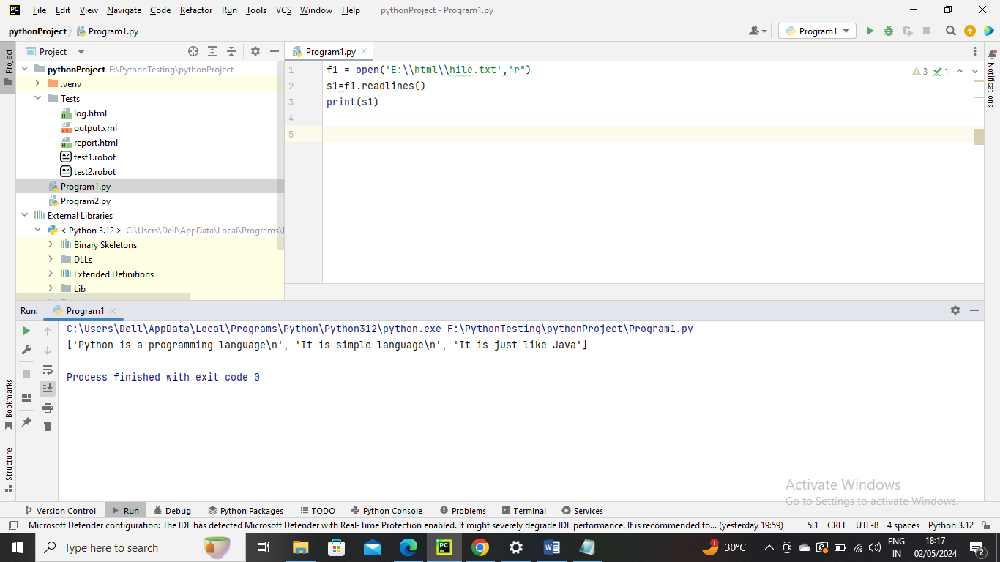 File Edit View Navigate Code Refactor Run Tools VCS Window Help pythonProject - Program1.py
pythonProject Program1.py Program1
Project
Project
pythonProject F:\PythonTesting\pythonProject
.venv
Tests
log.html
output.xml
report.html
test1.robot
test2.robot
Program1.py
Program2.py
External Libraries
< Python 3.12 > C:\Users\Dell\AppData\Local\Programs\
Binary Skeletons
DLLs
Extended Definitions
Lib
Program1.py
1 f1 = open('E:\\html\\hile.txt',"r")
2 s1=f1.readlines()
3 print(s1)
4
5
3 1
Notifications
Run: Program1
C:\Users\Dell\AppData\Local\Programs\Python\Python312\python.exe F:\PythonTesting\pythonProject\Program1.py
['Python is a programming language\n', 'It is simple language\n', 'It is just like Java']
Process finished with exit code 0
Bookmarks
Structure
Activate Windows
Go to Settings to activate Windows.
Version Control Run Debug Python Packages TODO Python Console Problems Terminal Services
Microsoft Defender configuration: The IDE has detected Microsoft Defender with Real-Time Protection enabled. It might severely degrade IDE performance. It is recommended to... (yesterday 19:59) 5:1 CRLF UTF-8 4 spaces Python 3.12
Type here to search
PC
W
1
30°C
ENG
IN
18:17
02/05/2024
2